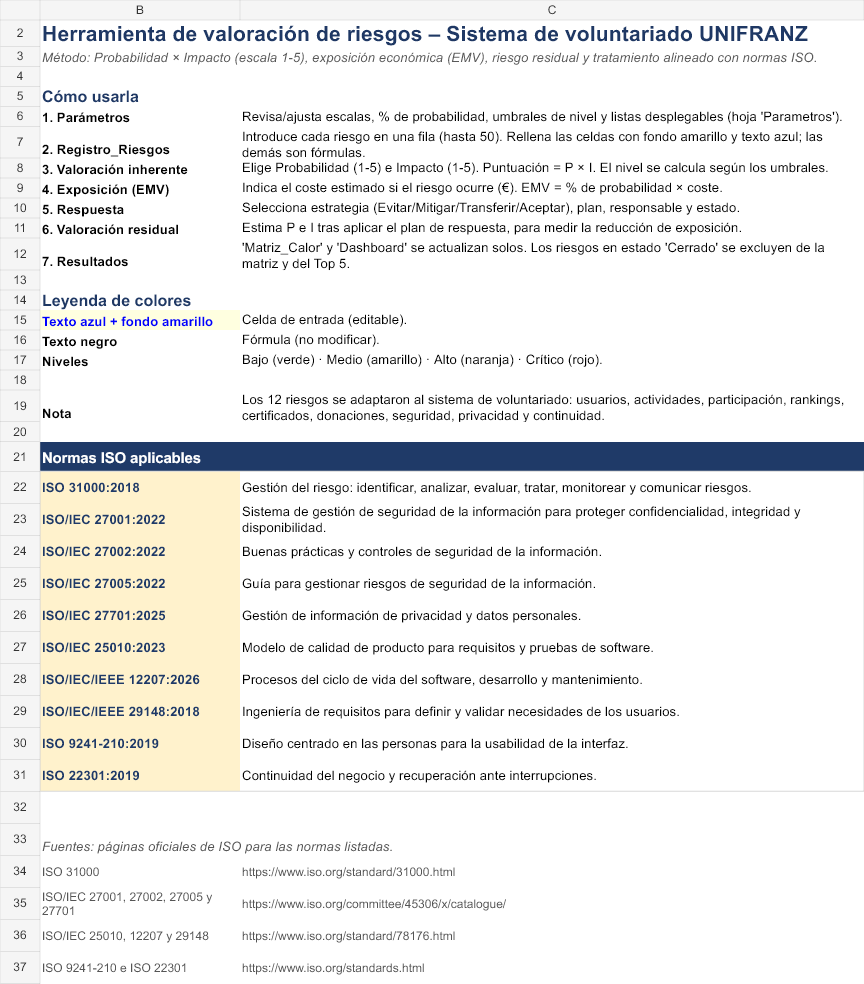 B C
2 Herramienta de valoración de riesgos – Sistema de voluntariado UNIFRANZ
3 Método: Probabilidad × Impacto (escala 1-5), exposición económica (EMV), riesgo residual y tratamiento alineado con normas ISO.
4
5 Cómo usarla
6 1. Parámetros Revisa/ajusta escalas, % de probabilidad, umbrales de nivel y listas desplegables (hoja 'Parametros').
7 2. Registro_Riesgos Introduce cada riesgo en una fila (hasta 50). Rellena las celdas con fondo amarillo y texto azul; las
demás son fórmulas.
8 3. Valoración inherente Elige Probabilidad (1-5) e Impacto (1-5). Puntuación = P × I. El nivel se calcula según los umbrales.
9 4. Exposición (EMV) Indica el coste estimado si el riesgo ocurre (€). EMV = % de probabilidad × coste.
10 5. Respuesta Selecciona estrategia (Evitar/Mitigar/Transferir/Aceptar), plan, responsable y estado.
11 6. Valoración residual Estima P e I tras aplicar el plan de respuesta, para medir la reducción de exposición.
12 7. Resultados 'Matriz_Calor' y 'Dashboard' se actualizan solos. Los riesgos en estado 'Cerrado' se excluyen de la
matriz y del Top 5.
13
14 Leyenda de colores
15 Texto azul + fondo amarillo Celda de entrada (editable).
16 Texto negro Fórmula (no modificar).
17 Niveles Bajo (verde) · Medio (amarillo) · Alto (naranja) · Crítico (rojo).
18
19 Nota Los 12 riesgos se adaptaron al sistema de voluntariado: usuarios, actividades, participación, rankings,
certificados, donaciones, seguridad, privacidad y continuidad.
20
21 Normas ISO aplicables
22 ISO 31000:2018 Gestión del riesgo: identificar, analizar, evaluar, tratar, monitorear y comunicar riesgos.
23 ISO/IEC 27001:2022 Sistema de gestión de seguridad de la información para proteger confidencialidad, integridad y
disponibilidad.
24 ISO/IEC 27002:2022 Buenas prácticas y controles de seguridad de la información.
25 ISO/IEC 27005:2022 Guía para gestionar riesgos de seguridad de la información.
26 ISO/IEC 27701:2025 Gestión de información de privacidad y datos personales.
27 ISO/IEC 25010:2023 Modelo de calidad de producto para requisitos y pruebas de software.
28 ISO/IEC/IEEE 12207:2026 Procesos del ciclo de vida del software, desarrollo y mantenimiento.
29 ISO/IEC/IEEE 29148:2018 Ingeniería de requisitos para definir y validar necesidades de los usuarios.
30 ISO 9241-210:2019 Diseño centrado en las personas para la usabilidad de la interfaz.
31 ISO 22301:2019 Continuidad del negocio y recuperación ante interrupciones.
32
33 Fuentes: páginas oficiales de ISO para las normas listadas.
34 ISO 31000 https://www.iso.org/standard/31000.html
35 ISO/IEC 27001, 27002, 27005 y
27701 https://www.iso.org/committee/45306/x/catalogue/
36 ISO/IEC 25010, 12207 y 29148 https://www.iso.org/standard/78176.html
37 ISO 9241-210 e ISO 22301 https://www.iso.org/standards.html